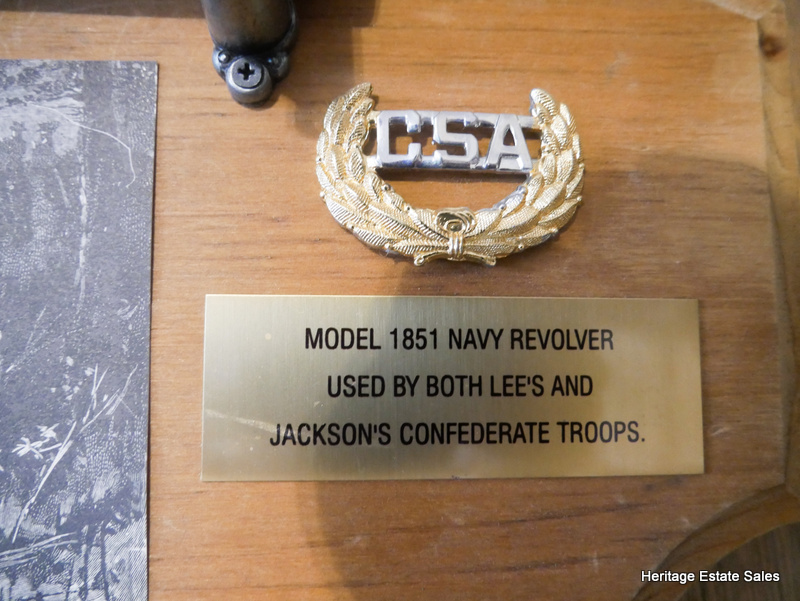 CSA
MODEL 1851 NAVY REVOLVER
USED BY BOTH LEE'S AND
JACKSON'S CONFEDERATE TROOPS.
Heritage Estate Sales